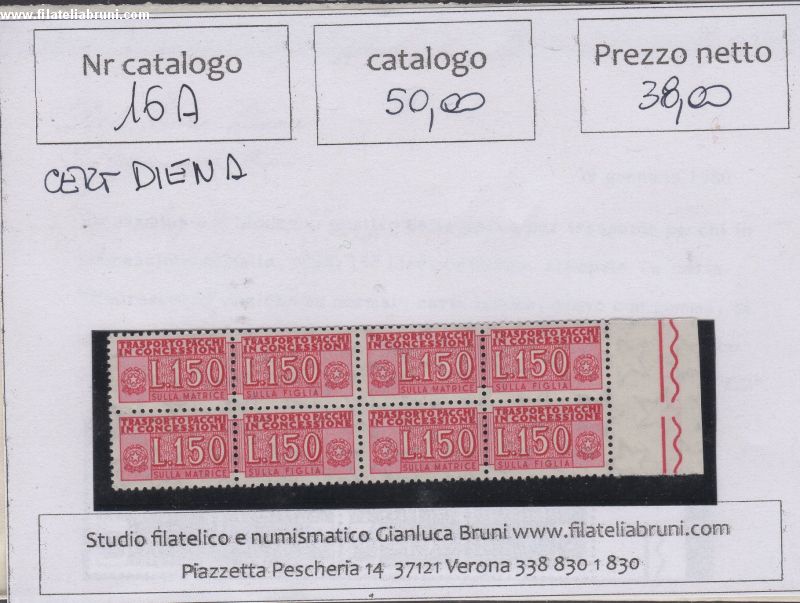 www.filateliabruni.com
Nr catalogo
16A
catalogo
50,00
Prezzo netto
38,00
CERT DIENA
TRASPORTO PACCHI IN CONCESSIONE
L.150
SULLA MATRICE
TRASPORTO PACCHI IN CONCESSIONE
L.150
SULLA FIGLIA
TRASPORTO PACCHI IN CONCESSIONE
L.150
SULLA MATRICE
TRASPORTO PACCHI IN CONCESSIONE
L.150
SULLA FIGLIA
TRASPORTO PACCHI IN CONCESSIONE
L.150
SULLA MATRICE
TRASPORTO PACCHI IN CONCESSIONE
L.150
SULLA FIGLIA
TRASPORTO PACCHI IN CONCESSIONE
L.150
SULLA MATRICE
TRASPORTO PACCHI IN CONCESSIONE
L.150
SULLA FIGLIA
Studio filatelico e numismatico Gianluca Bruni www.filateliabruni.com
Piazzetta Pescheria 14 37121 Verona 338 830 1 830